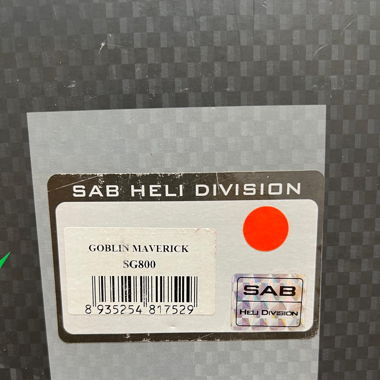 SAB HELI DIVISION
GOBLIN MAVERICK
SG800
8 935254 817529
SAB
HELI DIVISION